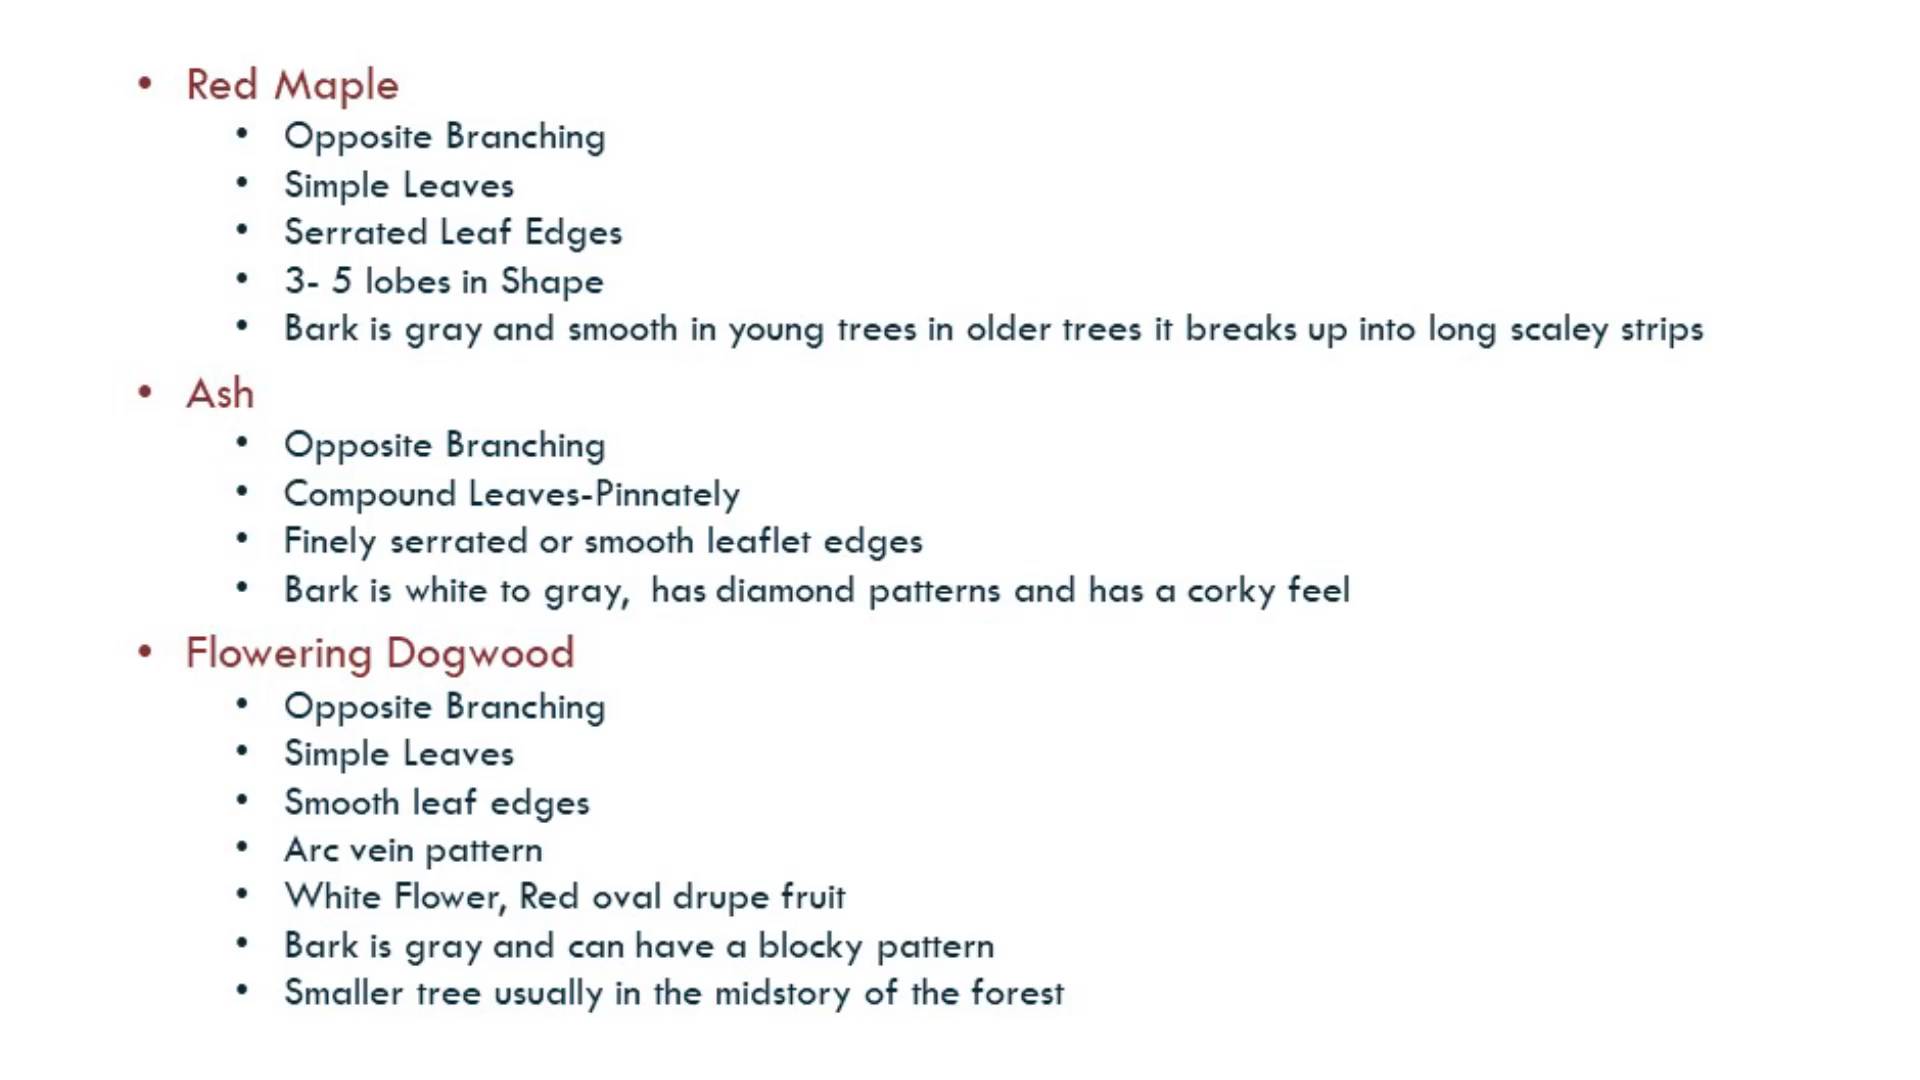 • Red Maple
• Opposite Branching
• Simple Leaves
• Serrated Leaf Edges
• 3- 5 lobes in Shape
• Bark is gray and smooth in young trees in older trees it breaks up into long scaley strips
• Ash
• Opposite Branching
• Compound Leaves-Pinnately
• Finely serrated or smooth leaflet edges
• Bark is white to gray, has diamond patterns and has a corky feel
• Flowering Dogwood
• Opposite Branching
• Simple Leaves
• Smooth leaf edges
• Arc vein pattern
• White Flower, Red oval drupe fruit
• Bark is gray and can have a blocky pattern
• Smaller tree usually in the midstory of the forest